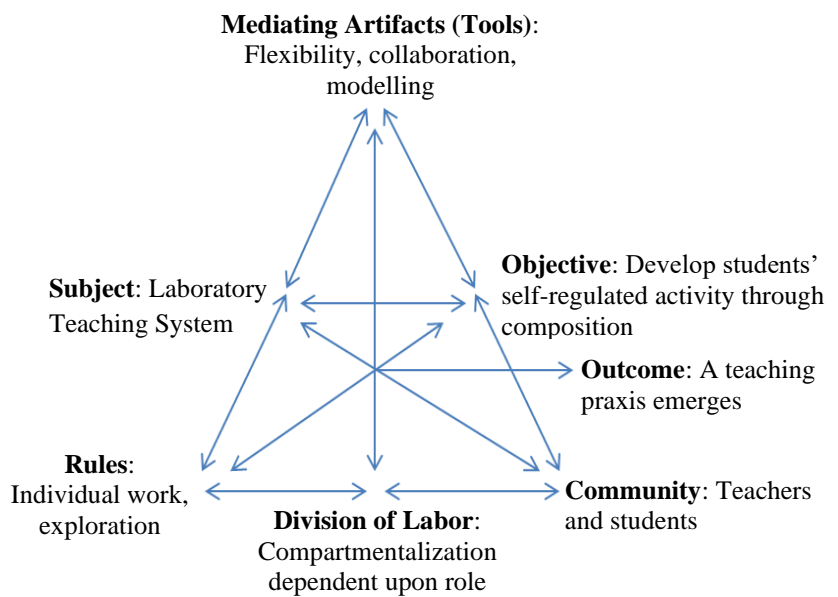 Mediating Artifacts (Tools):
Flexibility, collaboration,
modelling
Subject: Laboratory
Teaching System
Objective: Develop students’
self-regulated activity through
composition
Outcome: A teaching
praxis emerges
Rules:
Individual work,
exploration
Division of Labor:
Compartmentalization
dependent upon role
Community: Teachers
and students